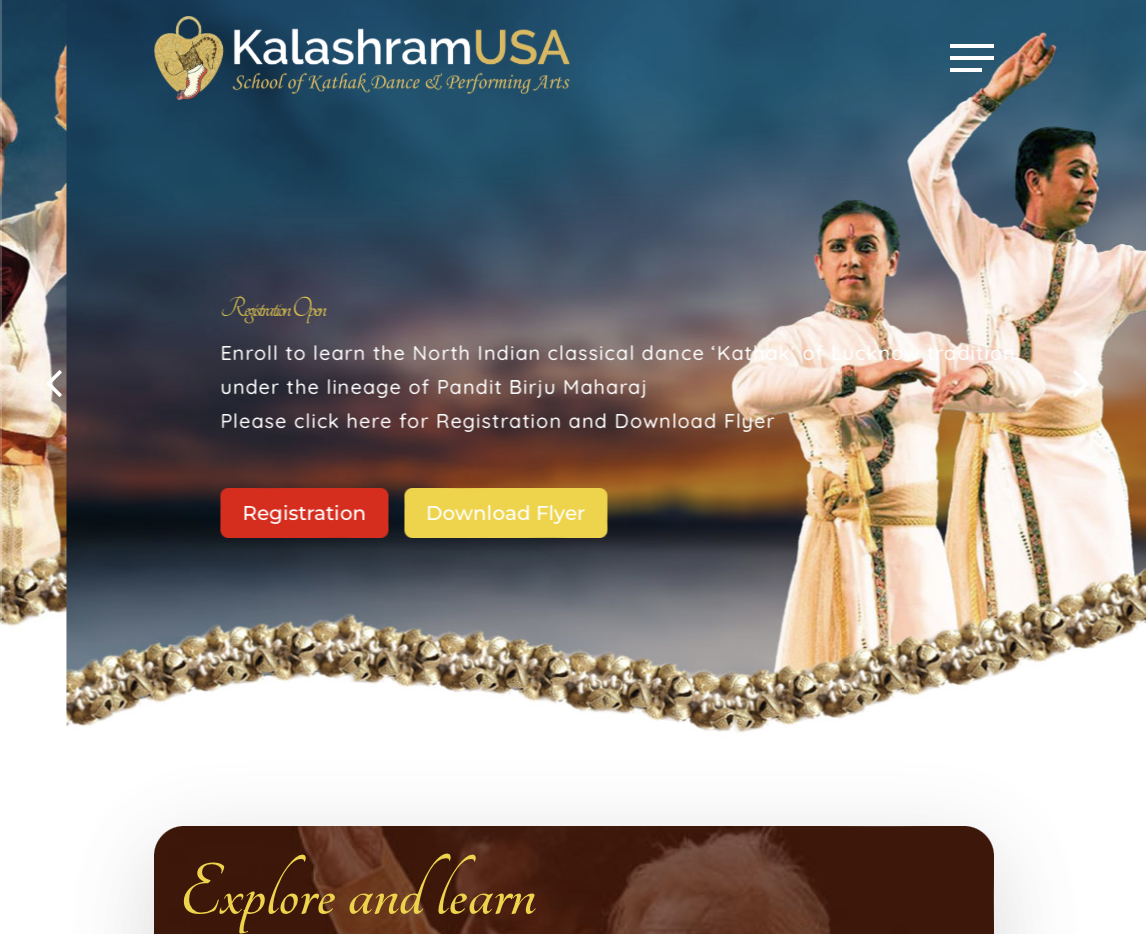 KalashramUSA
School of Kathak Dance & Performing Arts
Registration Open
Enroll to learn the North Indian classical dance ‘Kathak’ of Lucknow tradition
under the lineage of Pandit Birju Maharaj
Please click here for Registration and Download Flyer
Registration
Download Flyer
Explore and learn